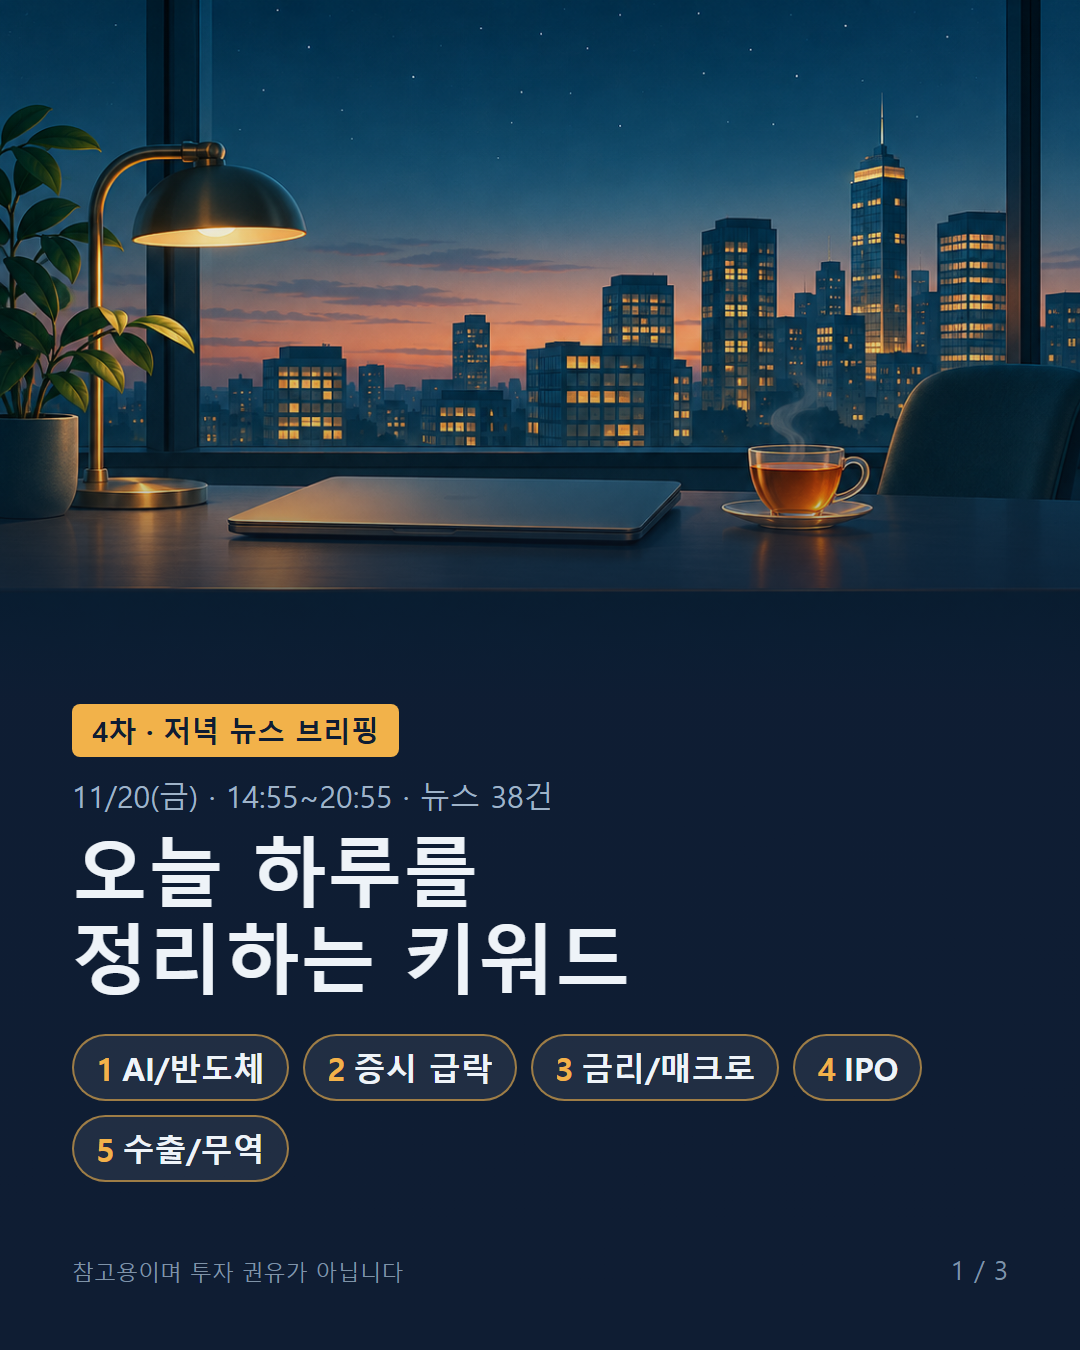 4차 · 저녁 뉴스 브리핑
11/20(금) · 14:55~20:55 · 뉴스 38건
오늘 하루를
정리하는 키워드
1 AI/반도체 2 증시 급락 3 금리/매크로 4 IPO
5 수출/무역
참고용이며 투자 권유가 아닙니다 1 / 3